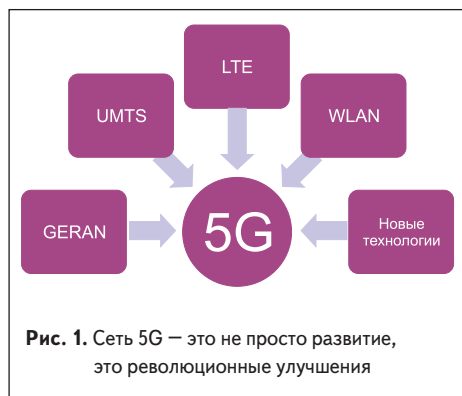 LTE
UMTS
WLAN
GERAN
5G
Новые
технологии
Рис. 1. Сеть 5G — это не просто развитие,
это революционные улучшения